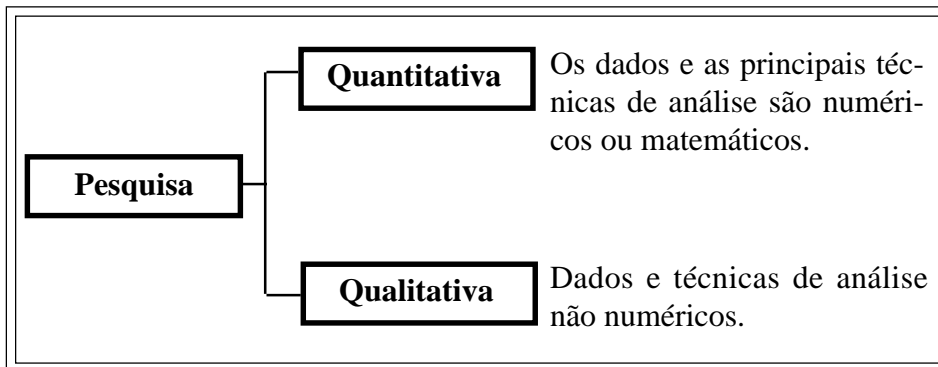 Quantitativa
Os dados e as principais téc-
nicas de análise são numéri-
cos ou matemáticos.
Pesquisa
Qualitativa
Dados e técnicas de análise
não numéricos.